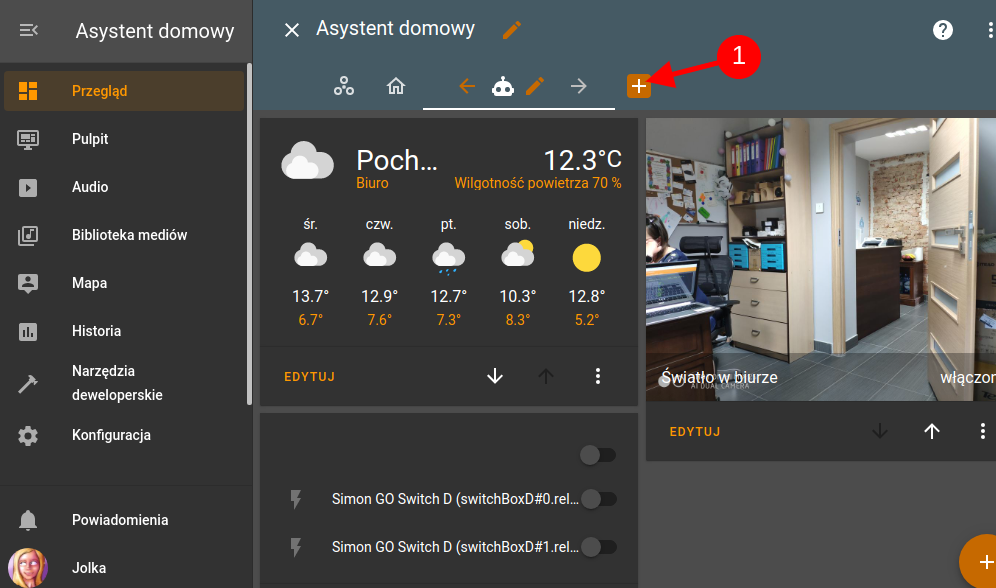 Asystent domowy
Przegląd
Pulpit
Audio
Biblioteka mediów
Mapa
Historia
Narzędzia
deweloperskie
Konfiguracja
Powiadomienia
Jolka
Asystent domowy
1
Poch...
12.3°C
Biuro
Wilgotność powietrza 70 %
śr. czw. pt. sob. niedz.
13.7° 12.9° 12.7° 10.3° 12.8°
6.7° 7.6° 7.3° 8.3° 5.2°
EDYTUJ
Simon GO Switch D (switchBoxD#0.rel...
Simon GO Switch D (switchBoxD#1.rel...
Światło w biurze
włączon
AI DUAL CAMERA
EDYTUJ